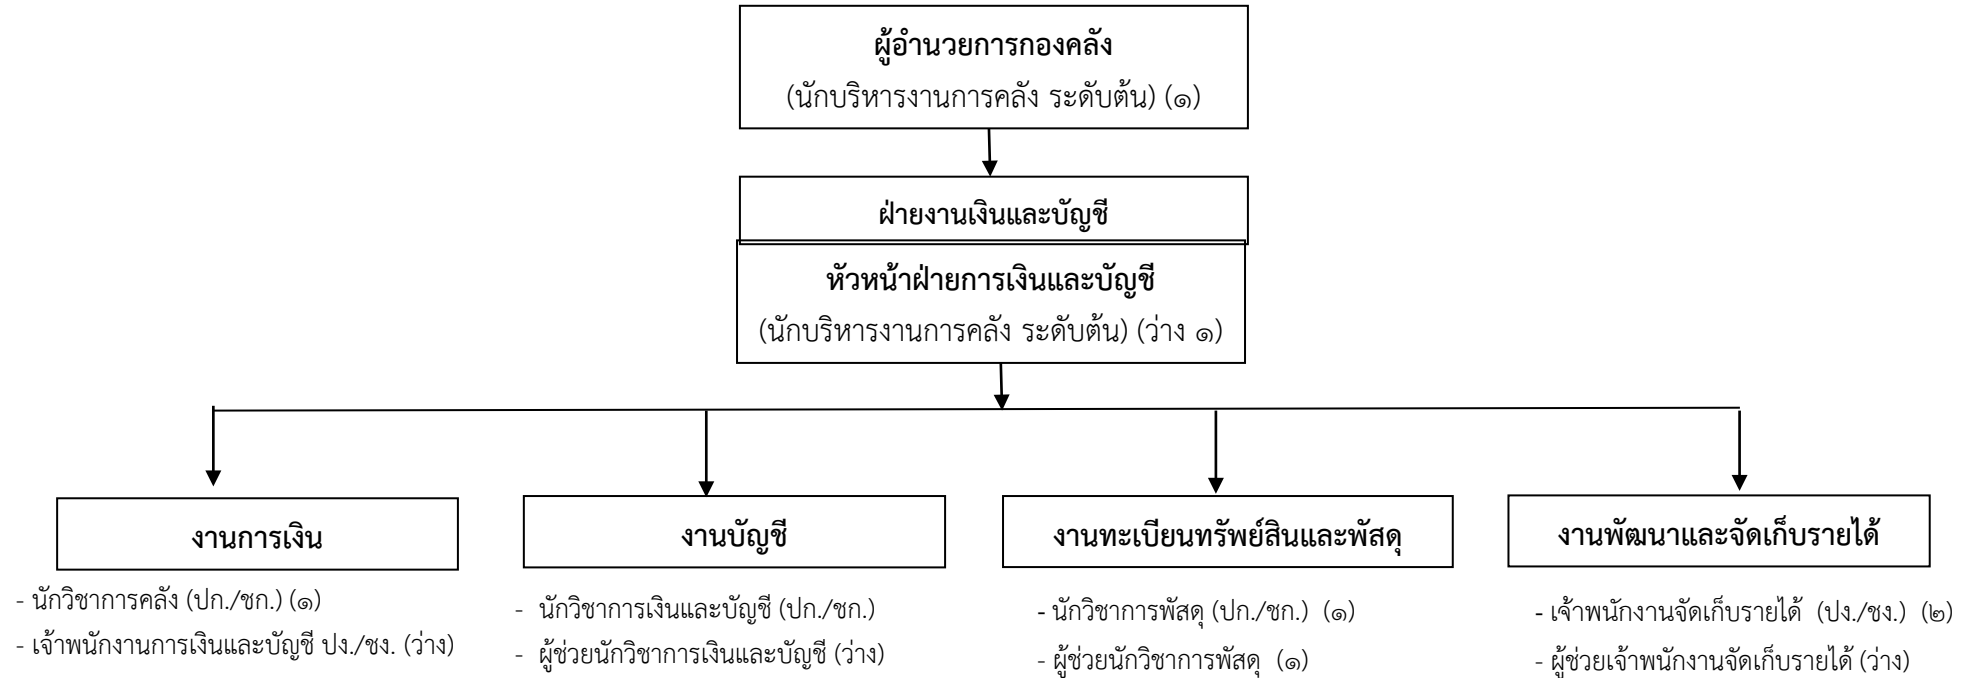 ผู้อำนวยการกองคลัง
(นักบริหารงานการคลัง ระดับต้น) (๑)
ฝ่ายงานเงินและบัญชี
หัวหน้าฝ่ายการเงินและบัญชี
(นักบริหารงานการคลัง ระดับต้น) (ว่าง ๑)
งานการเงิน
- นักวิชาการคลัง (ปก./ชก.) (๑)
- เจ้าพนักงานการเงินและบัญชี ปง./ชง. (ว่าง)
งานบัญชี
- นักวิชาการเงินและบัญชี (ปก./ชก.)
- ผู้ช่วยนักวิชาการเงินและบัญชี (ว่าง)
งานทะเบียนทรัพย์สินและพัสดุ
- นักวิชาการพัสดุ (ปก./ชก.) (๑)
- ผู้ช่วยนักวิชาการพัสดุ (๑)
งานพัฒนาและจัดเก็บรายได้
- เจ้าพนักงานจัดเก็บรายได้ (ปง./ชง.) (๒)
- ผู้ช่วยเจ้าพนักงานจัดเก็บรายได้ (ว่าง)